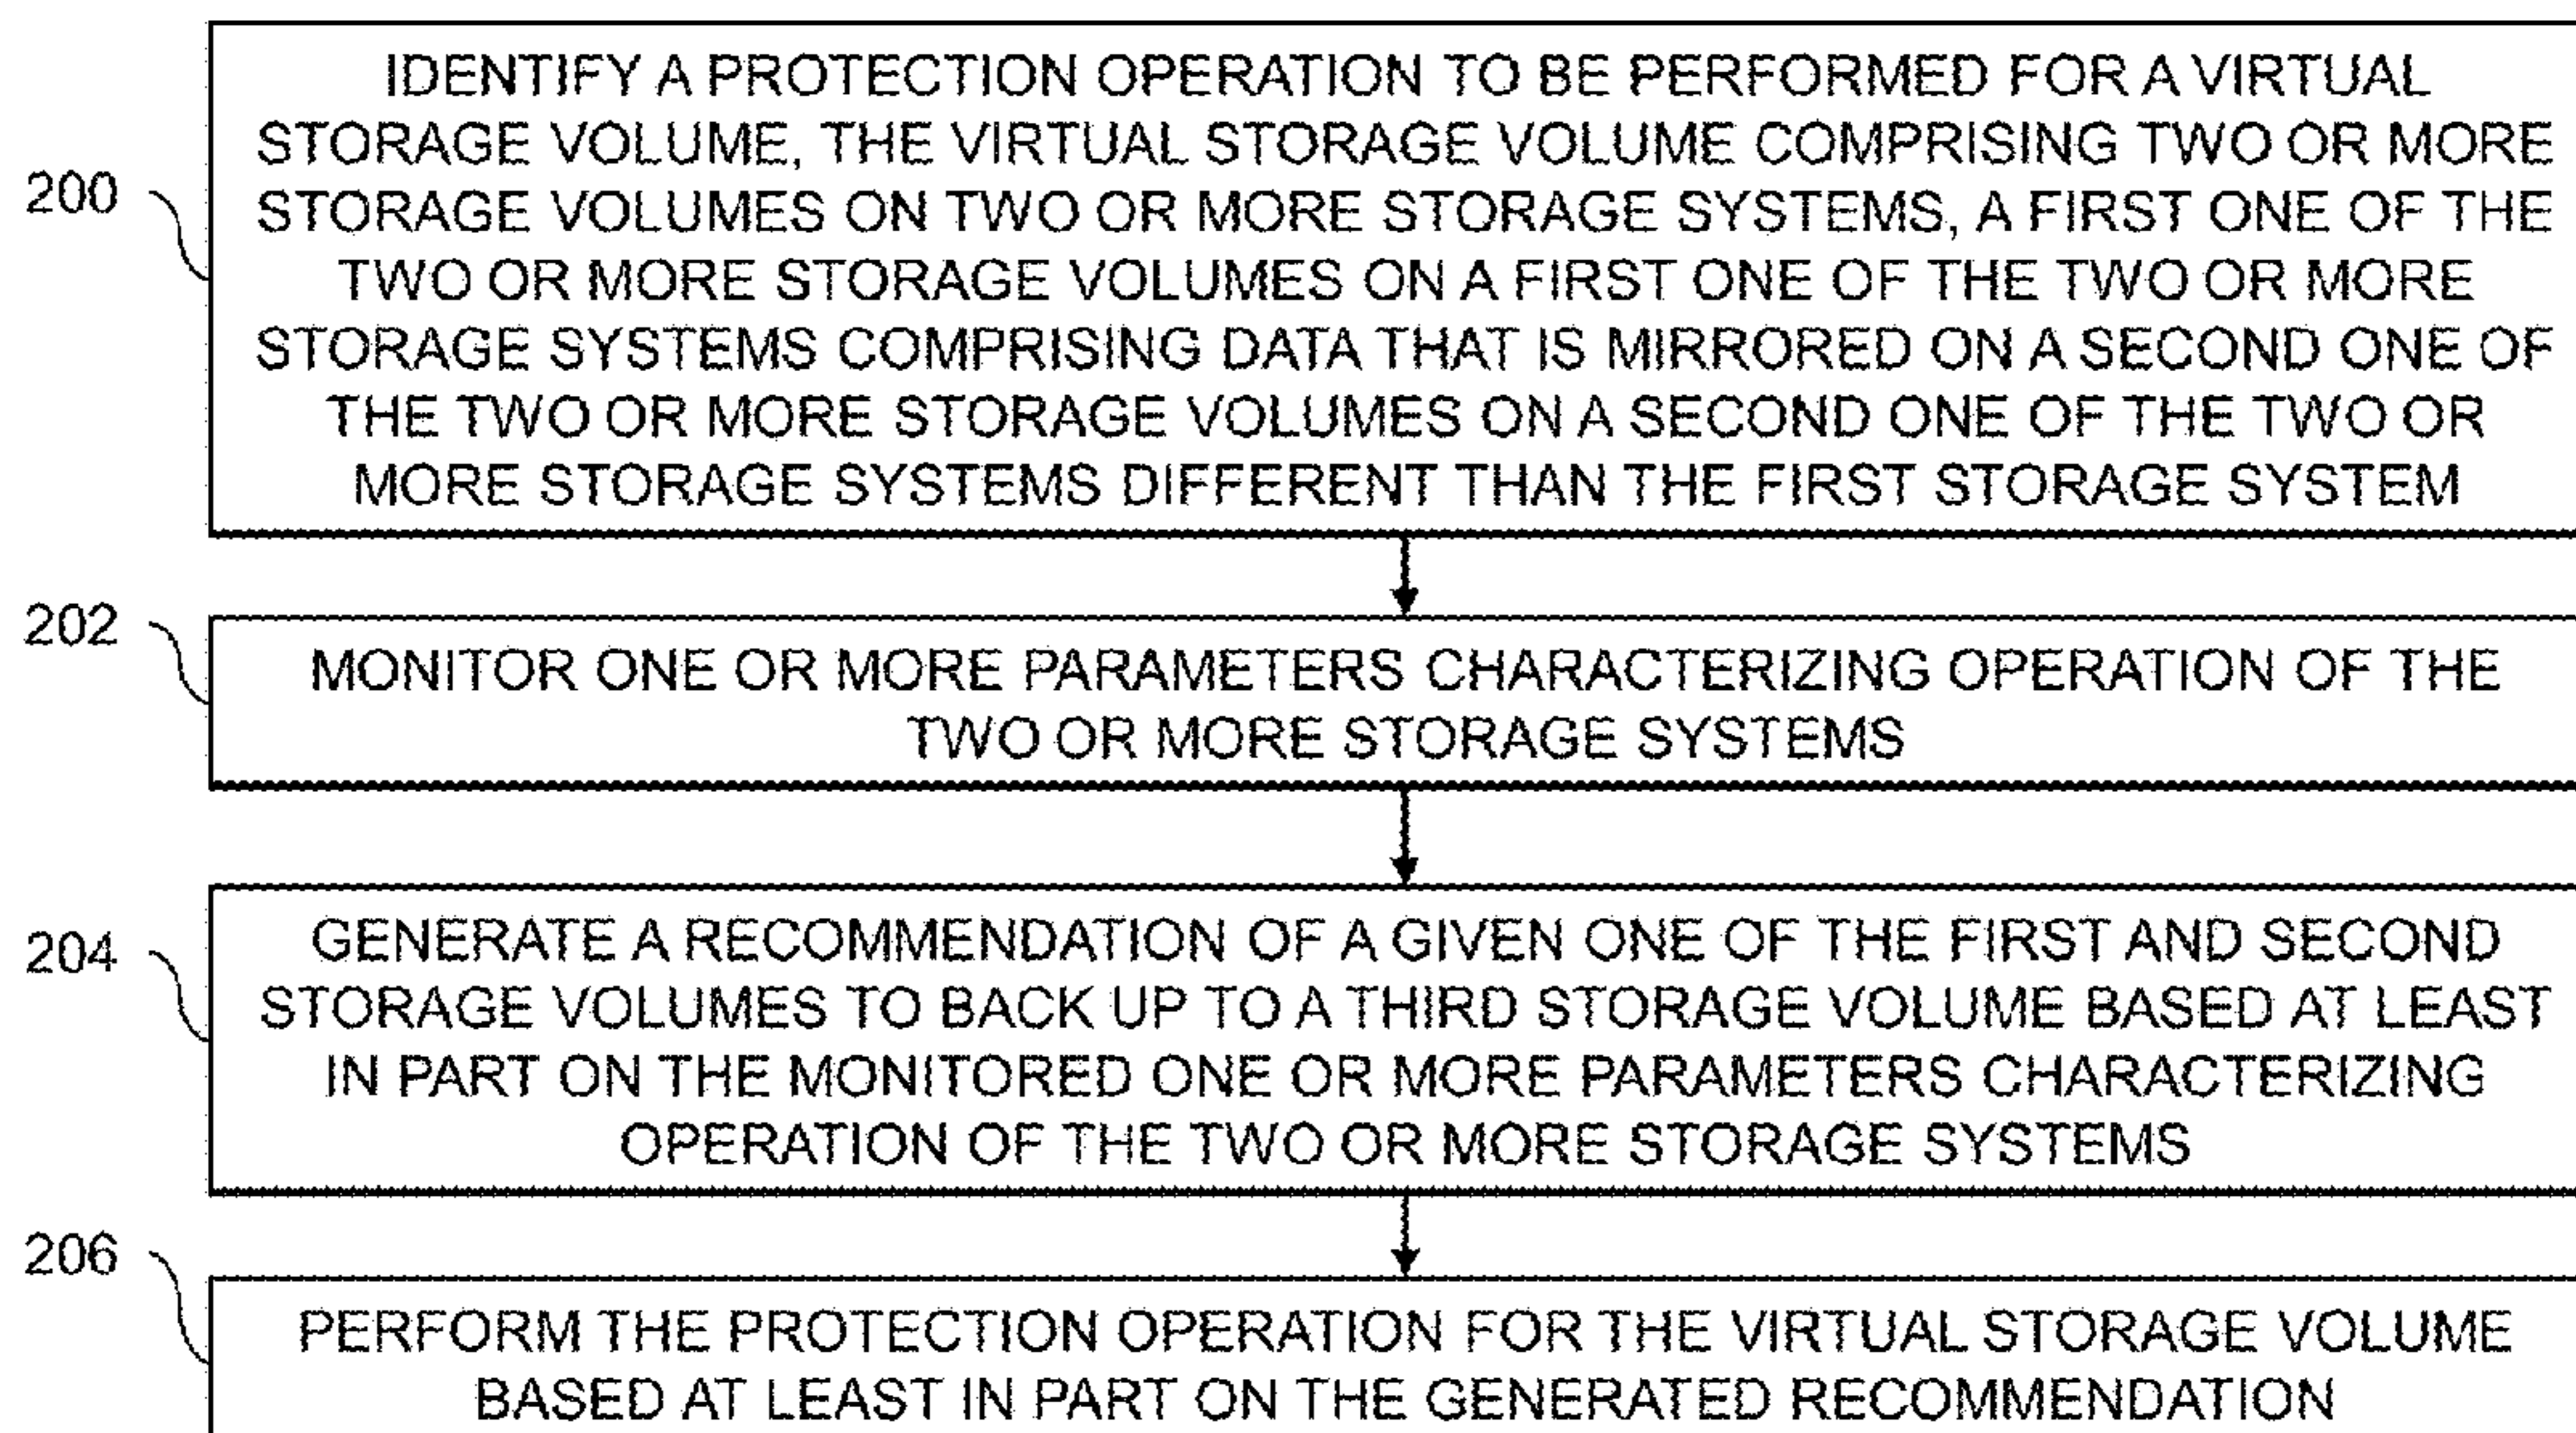 IDENTIFY A PROTECTION OPERATION TO BE PERFORMED FOR A VIRTUAL
STORAGE VOLUME, THE VIRTUAL STORAGE VOLUME COMPRISING TWO OR MORE
200
STORAGE VOLUMES ON TWO OR MORE STORAGE SYSTEMS, A FIRST ONE OF THE
TWO OR MORE STORAGE VOLUMES ON A FIRST ONE OF THE TWO OR MORE
STORAGE SYSTEMS COMPRISING DATA THAT IS MIRRORED ON A SECOND ONE OF
THE TWO OR MORE STORAGE VOLUMES ON A SECOND ONE OF THE TWO OR
MORE STORAGE SYSTEMS DIFFERENT THAN THE FIRST STORAGE SYSTEM
202
MONITOR ONE OR MORE PARAMETERS CHARACTERIZING OPERATION OF THE
TWO OR MORE STORAGE SYSTEMS
204
GENERATE A RECOMMENDATION OF A GIVEN ONE OF THE FIRST AND SECOND
STORAGE VOLUMES TO BACK UP TO A THIRD STORAGE VOLUME BASED AT LEAST
IN PART ON THE MONITORED ONE OR MORE PARAMETERS CHARACTERIZING
OPERATION OF THE TWO OR MORE STORAGE SYSTEMS
206
PERFORM THE PROTECTION OPERATION FOR THE VIRTUAL STORAGE VOLUME
BASED AT LEAST IN PART ON THE GENERATED RECOMMENDATION